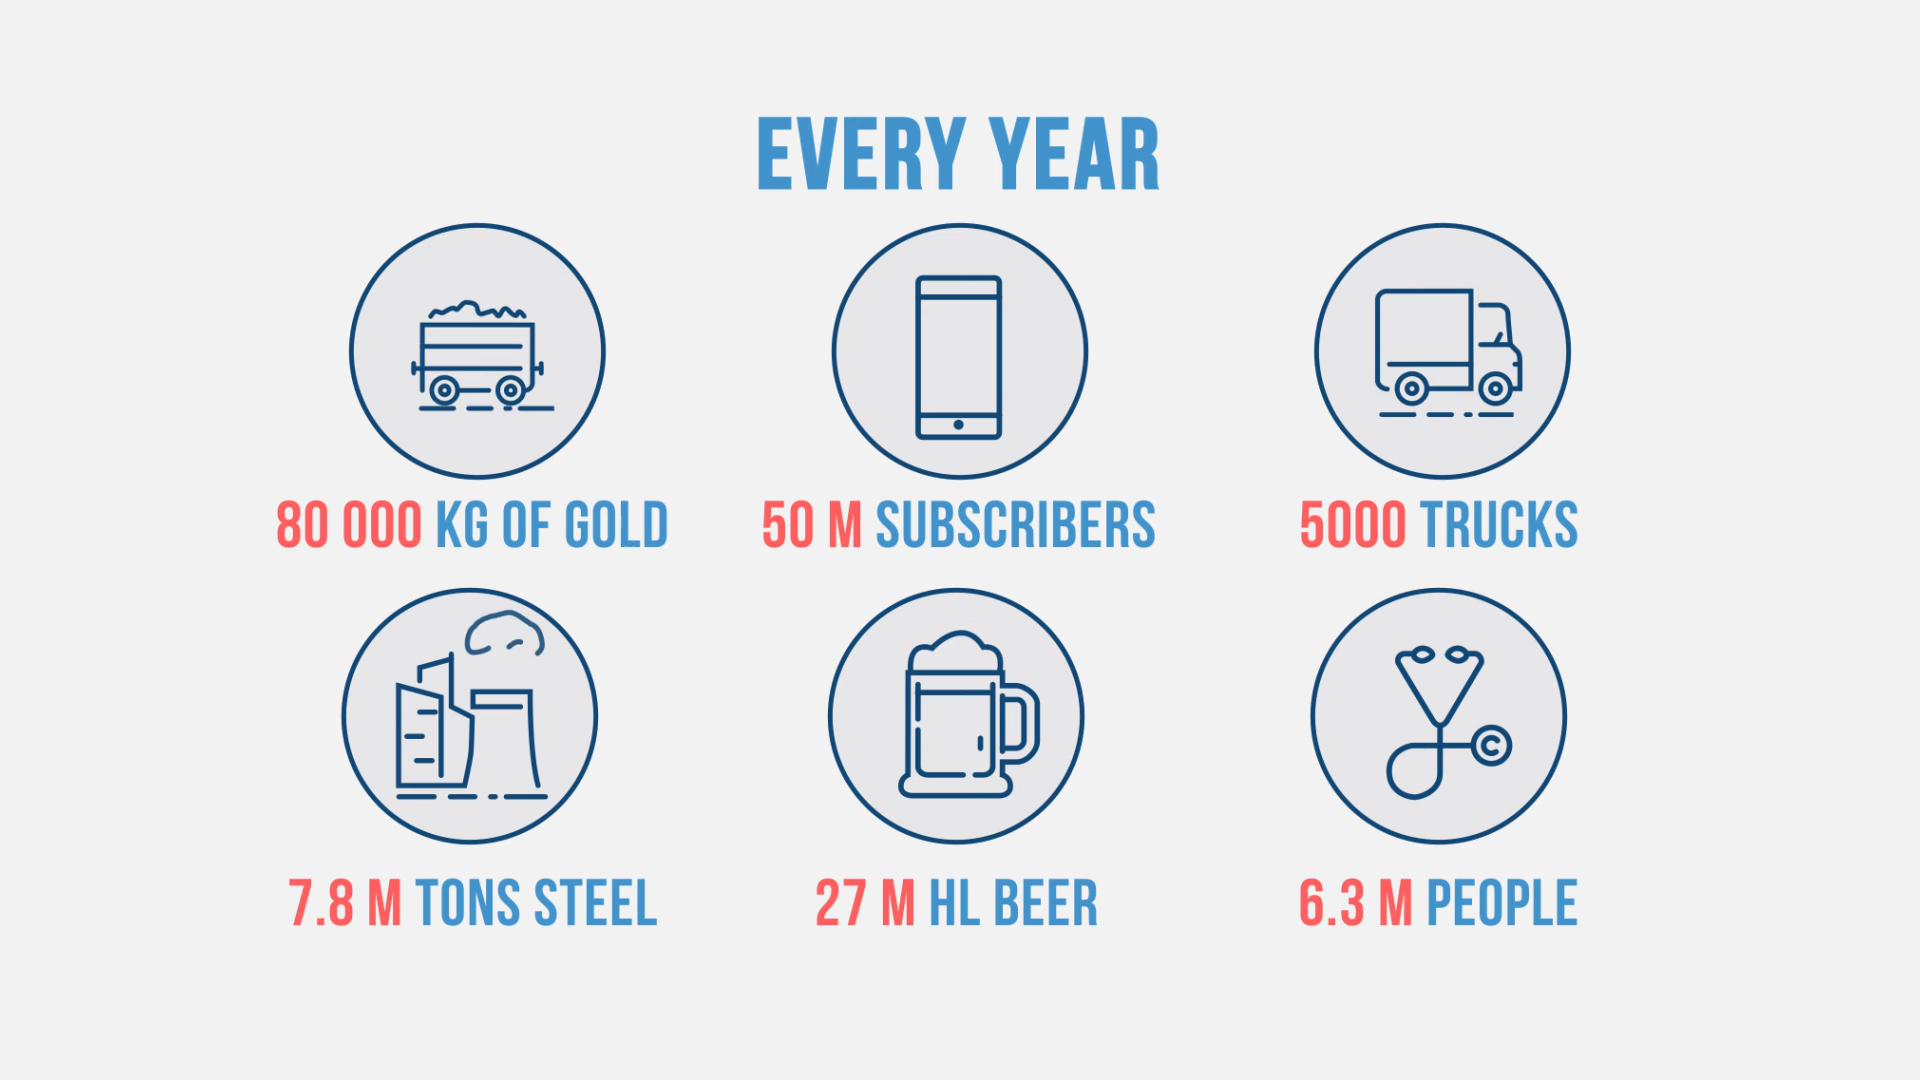 EVERY YEAR
80 000 KG OF GOLD
50 M SUBSCRIBERS
5000 TRUCKS
7.8 M TONS STEEL
27 M HL BEER
6.3 M PEOPLE